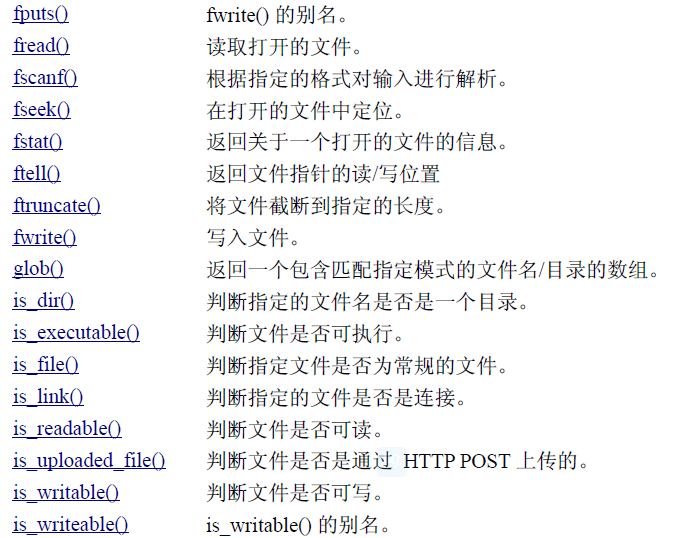 fputs() fwrite() 的别名。
fread() 读取打开的文件。
fscanf() 根据指定的格式对输入进行解析。
fseek() 在打开的文件中定位。
fstat() 返回关于一个打开的文件的信息。
ftell() 返回文件指针的读/写位置
ftruncate() 将文件截断到指定的长度。
fwrite() 写入文件。
glob() 返回一个包含匹配指定模式的文件名/目录的数组。
is_dir() 判断指定的文件名是否是一个目录。
is_executable() 判断文件是否可执行。
is_file() 判断指定文件是否为常规的文件。
is_link() 判断指定的文件是否是连接。
is_readable() 判断文件是否可读。
is_uploaded_file() 判断文件是否是通过 HTTP POST 上传的。
is_writable() 判断文件是否可写。
is_writeable() is_writable() 的别名。